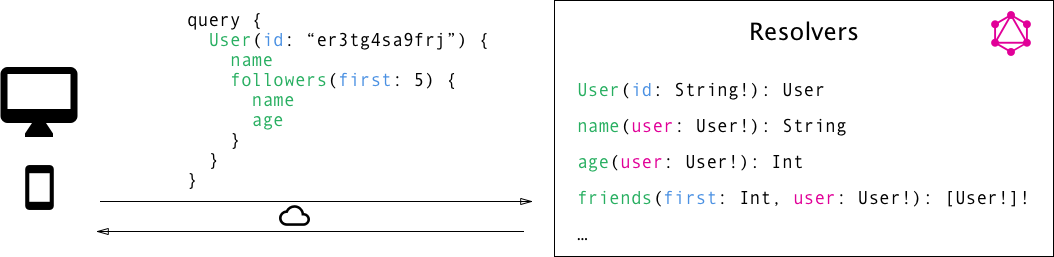 query {
  User(id: “er3tg4sa9frj”) {
    name
    followers(first: 5) {
      name
      age
    }
  }
}
Resolvers
User(id: String!): User
name(user: User!): String
age(user: User!): Int
friends(first: Int, user: User!): [User!]!
…